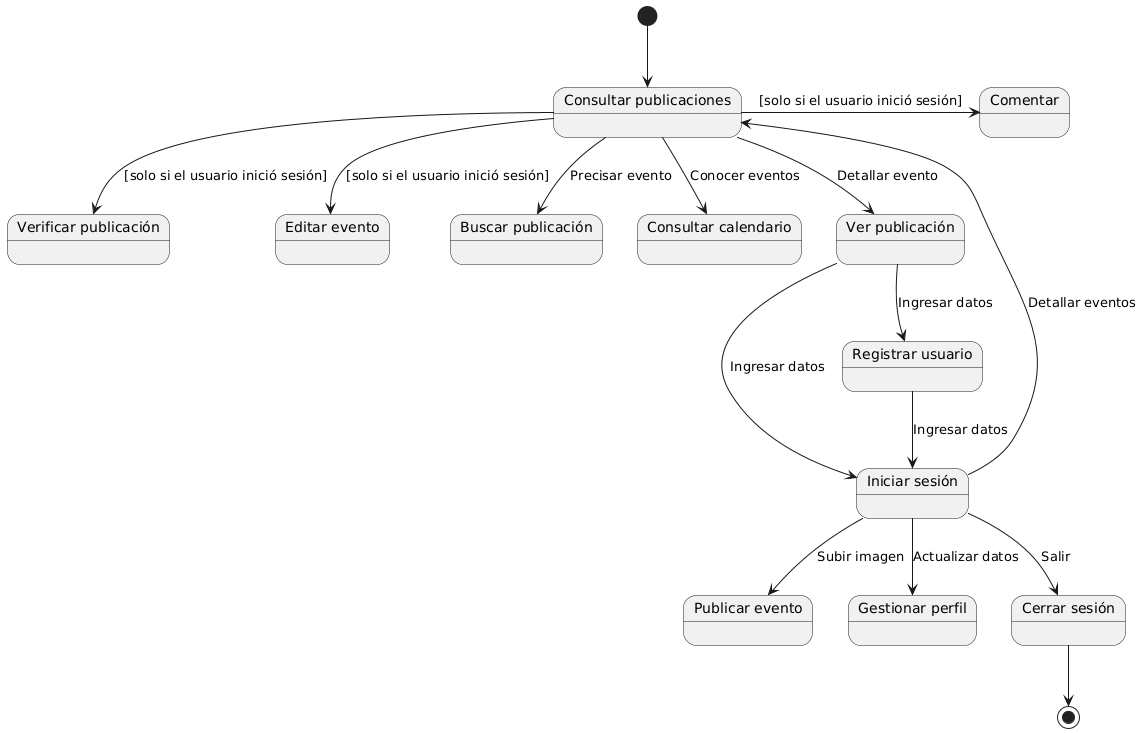 Consultar publicaciones
[solo si el usuario inició sesión]
Comentar
[solo si el usuario inició sesión]
[solo si el usuario inició sesión]
Precisar evento
Conocer eventos
Detallar evento
Verificar publicación
Editar evento
Buscar publicación
Consultar calendario
Ver publicación
Ingresar datos
Detallar eventos
Registrar usuario
Ingresar datos
Ingresar datos
Iniciar sesión
Subir imagen
Actualizar datos
Salir
Publicar evento
Gestionar perfil
Cerrar sesión